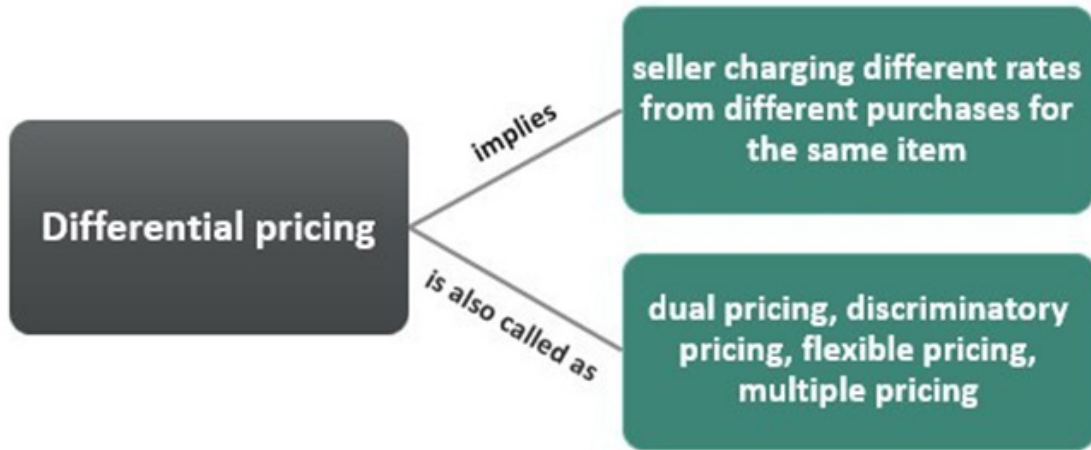 Differential pricing
implies
seller charging different rates
from different purchases for
the same item
is also called as
dual pricing, discriminatory
pricing, flexible pricing,
multiple pricing